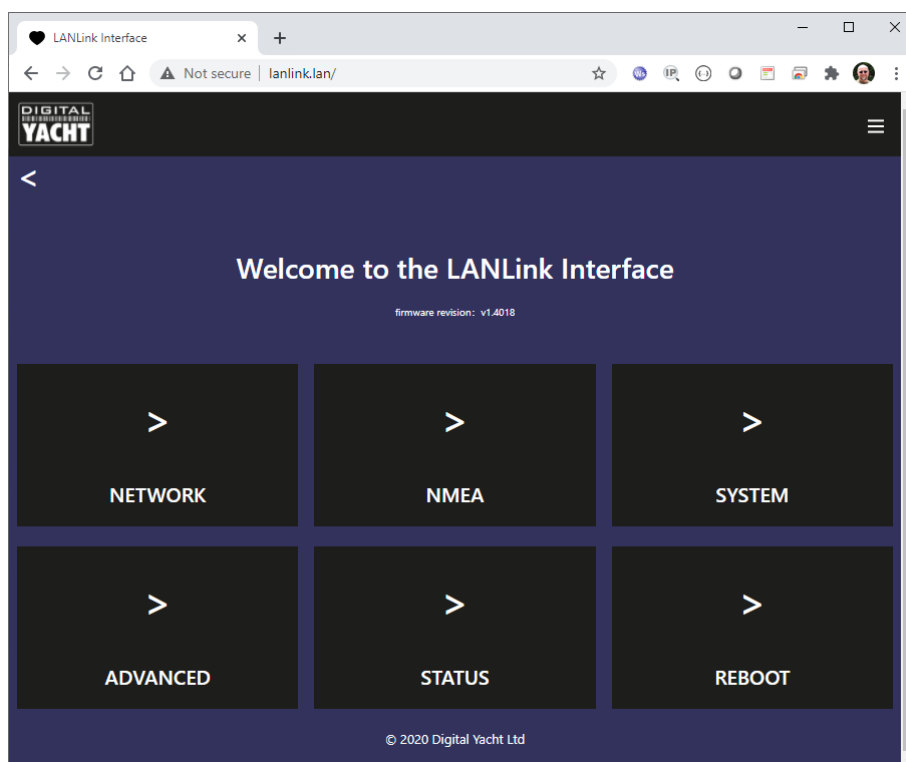 LANLink Interface
Not secure | lanlink.lan/
DIGITAL
YACHT
<
Welcome to the LANLink Interface
firmware revision: v1.4018
> > >
NETWORK NMEA SYSTEM
> > >
ADVANCED STATUS REBOOT
© 2020 Digital Yacht Ltd